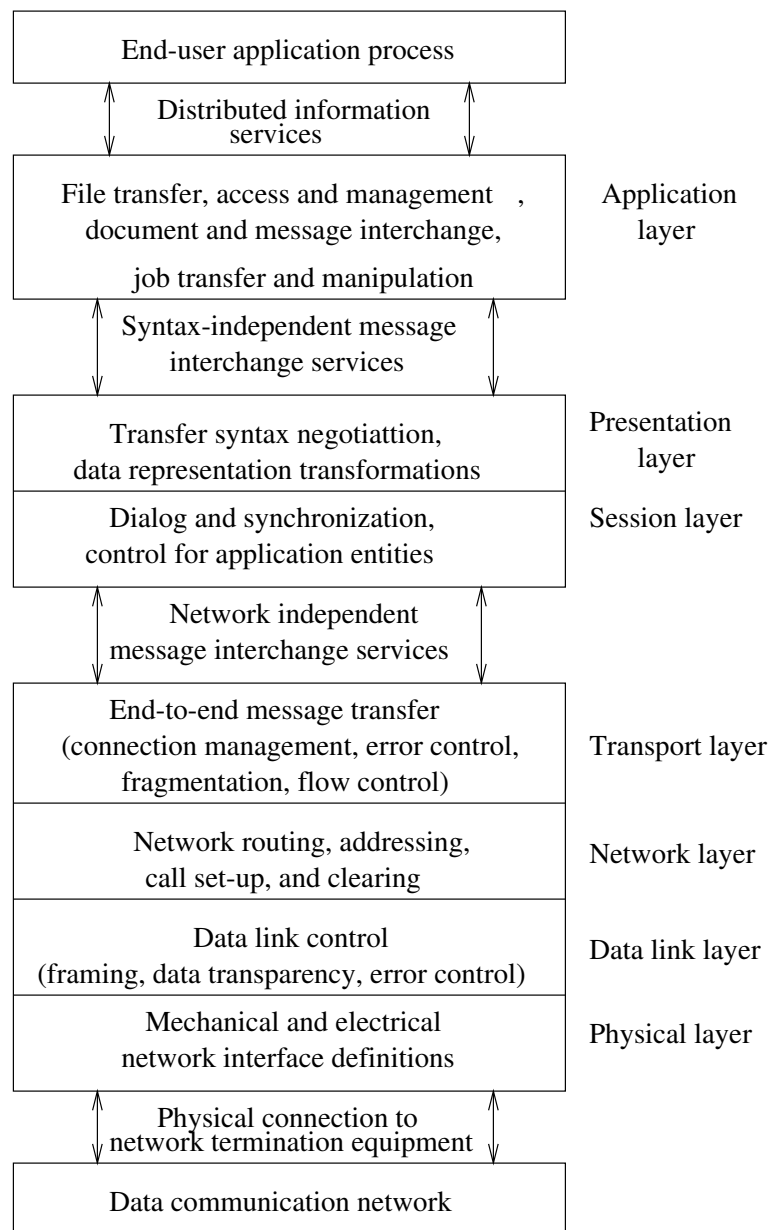 End-user application process
Distributed information
services
File transfer, access and management ,
document and message interchange,
job transfer and manipulation
Application
layer
Syntax-independent message
interchange services
Transfer syntax negotiattion,
data representation transformations
Presentation
layer
Dialog and synchronization,
control for application entities
Session layer
Network independent
message interchange services
End-to-end message transfer
(connection management, error control,
fragmentation, flow control)
Transport layer
Network routing, addressing,
call set-up, and clearing
Network layer
Data link control
(framing, data transparency, error control)
Data link layer
Mechanical and electrical
network interface definitions
Physical layer
Physical connection to
network termination equipment
Data communication network